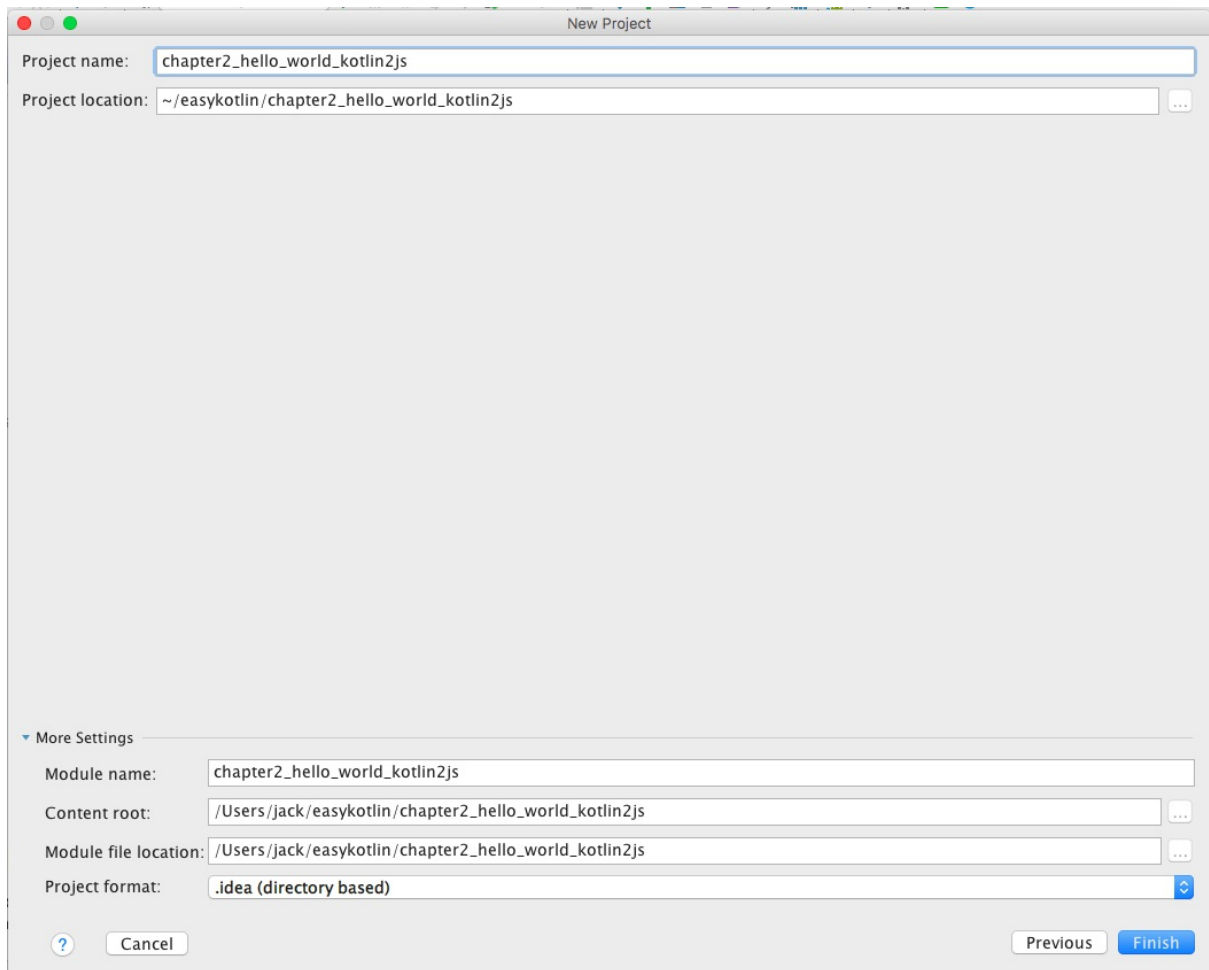 New Project
Project name: chapter2_hello_world_kotlin2js
Project location: ~/easykotlin/chapter2_hello_world_kotlin2js ...
More Settings
Module name: chapter2_hello_world_kotlin2js
Content root: /Users/jack/easykotlin/chapter2_hello_world_kotlin2js ...
Module file location: /Users/jack/easykotlin/chapter2_hello_world_kotlin2js ...
Project format: .idea (directory based)
? Cancel Previous Finish